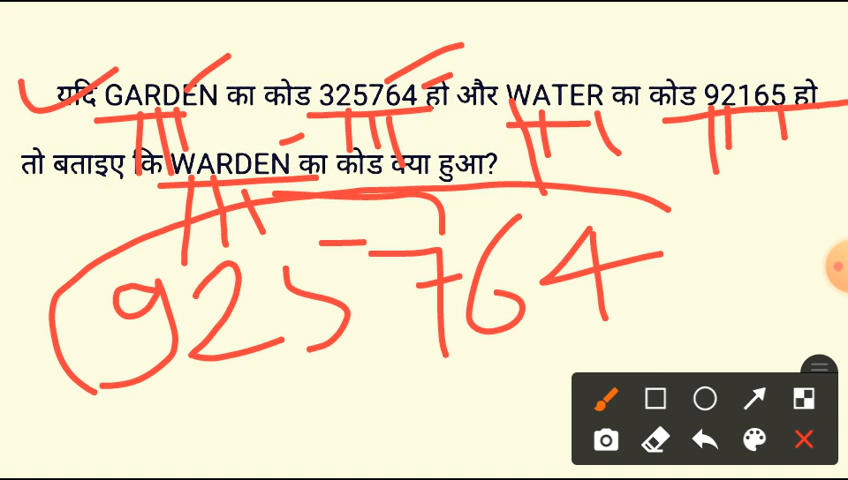 यदि GARDEN का कोड 325764 हो और WATER का कोड 92165 हो
तो बताइए कि WARDEN का कोड क्या हुआ?
925764